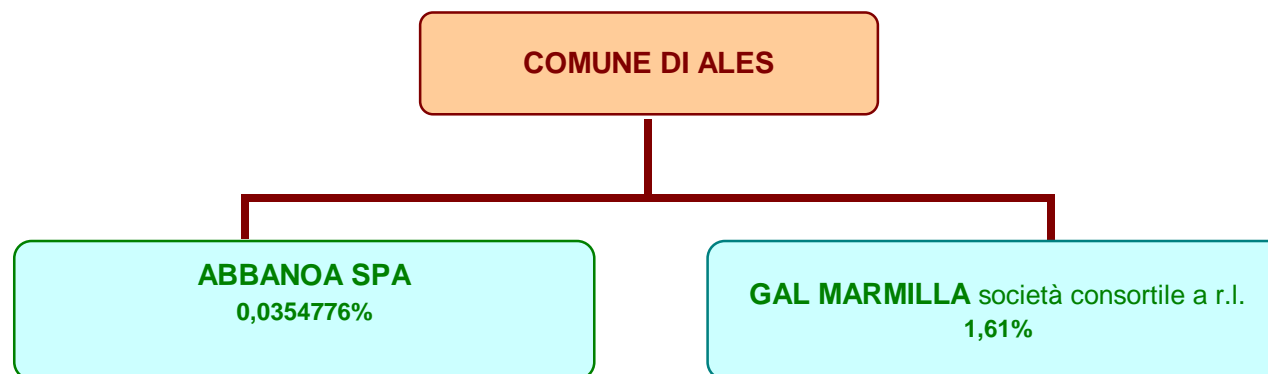 COMUNE DI ALES
ABBANOA SPA
0,0354776%
GAL MARMILLA società consortile a r.l.
1,61%